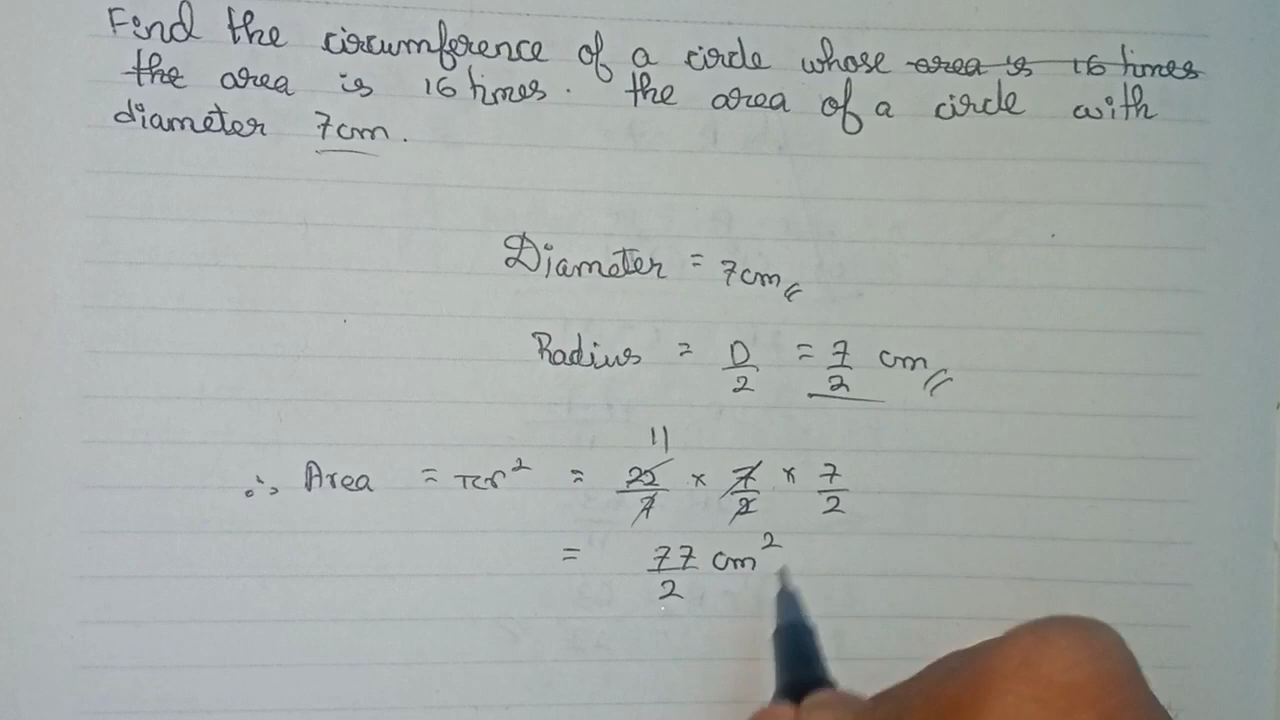 Find the circumference of a circle whose area is 16 times
the area is 16 times. the area of a circle with
diameter 7cm.
Diameter = 7cm
Radius = D/2 = 7/2 cm
∴ Area = πr² = 22/7 × 7/2 × 7/2
11
= 77/2 cm²